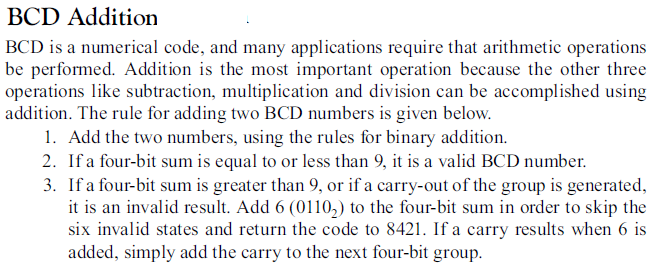 BCD Addition
BCD is a numerical code, and many applications require that arithmetic operations
be performed. Addition is the most important operation because the other three
operations like subtraction, multiplication and division can be accomplished using
addition. The rule for adding two BCD numbers is given below.
1. Add the two numbers, using the rules for binary addition.
2. If a four-bit sum is equal to or less than 9, it is a valid BCD number.
3. If a four-bit sum is greater than 9, or if a carry-out of the group is generated,
it is an invalid result. Add 6 (0110₂) to the four-bit sum in order to skip the
six invalid states and return the code to 8421. If a carry results when 6 is
added, simply add the carry to the next four-bit group.